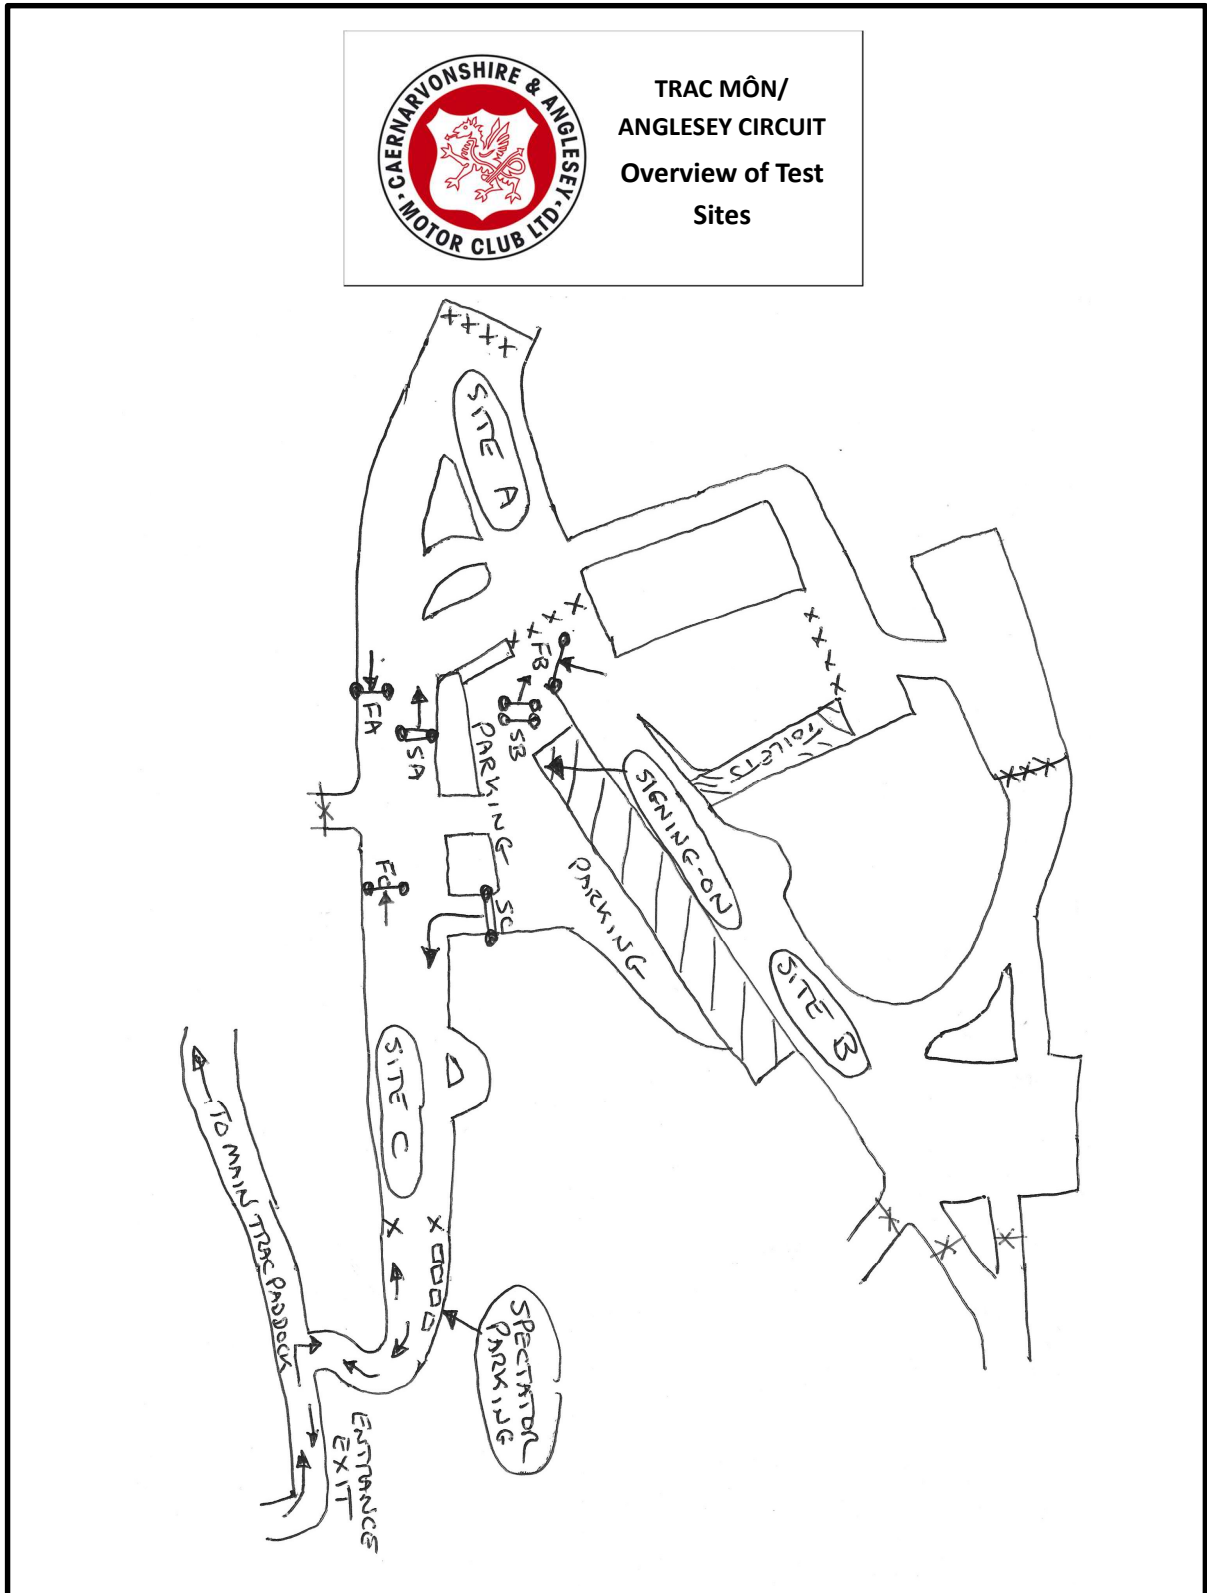 CAERNARVONSHIRE & ANGLESEY
MOTOR CLUB LTD
TRAC MÔN/
ANGLESEY CIRCUIT
Overview of Test
Sites
SITE A
FB
FA
SA
SB
PARKING
TOILETS
SIGNING-ON
PARKING
FC
SC
SITE B
SITE C
TO MAIN TRAC PADDOCK
SPECTATOR
PARKING
ENTRANCE
EXIT